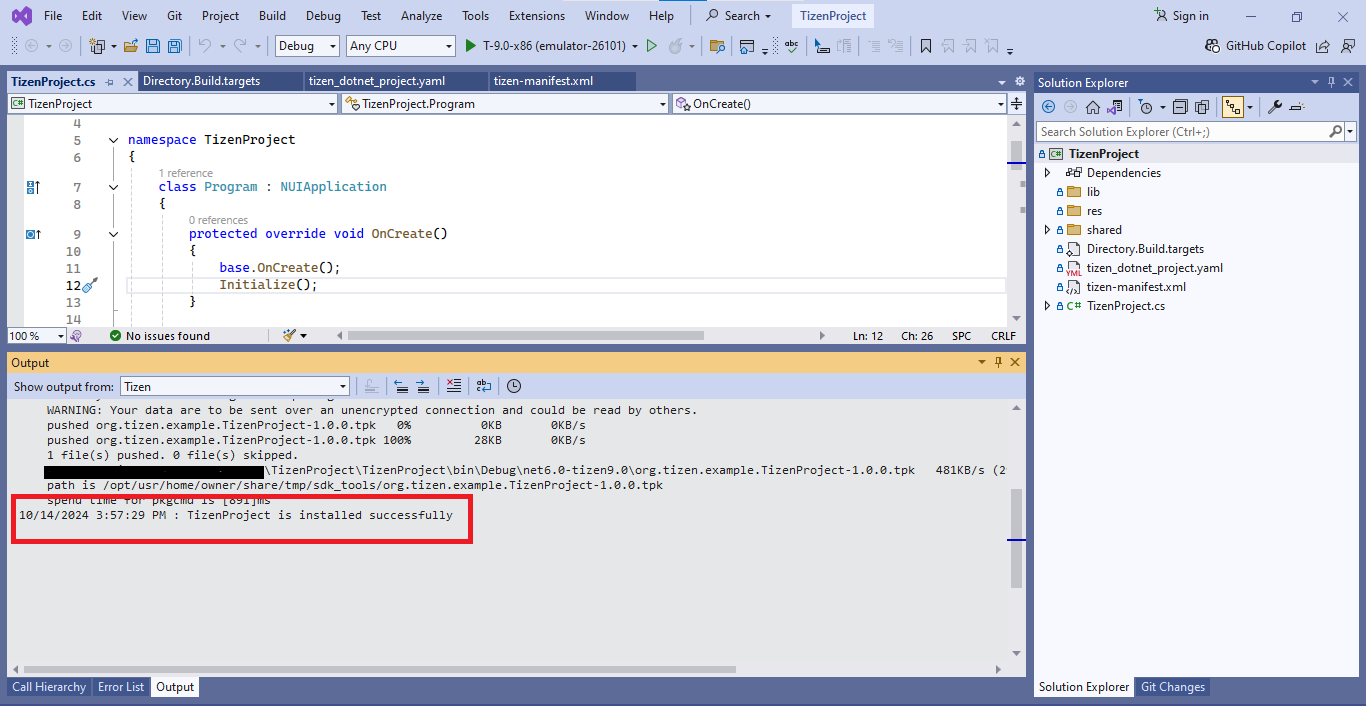 File Edit View Git Project Build Debug Test Analyze Tools Extensions Window Help Search TizenProject Sign in
Debug Any CPU T-9.0-x86 (emulator-26101) abc GitHub Copilot
TizenProject.cs Directory.Build.targets tizen_dotnet_project.yaml tizen-manifest.xml
C# TizenProject TizenProject.Program OnCreate()
4
5 namespace TizenProject
6 {
1 reference
7 class Program : NUIApplication
8 {
0 references
9 protected override void OnCreate()
10 {
11 base.OnCreate();
12 Initialize();
13 }
14
100 % No issues found Ln: 12 Ch: 26 SPC CRLF
Output
Show output from: Tizen
WARNING: Your data are to be sent over an unencrypted connection and could be read by others.
pushed org.tizen.example.TizenProject-1.0.0.tpk 0% 0KB 0KB/s
pushed org.tizen.example.TizenProject-1.0.0.tpk 100% 28KB 0KB/s
1 file(s) pushed. 0 file(s) skipped.
\TizenProject\TizenProject\bin\Debug\net6.0-tizen9.0\org.tizen.example.TizenProject-1.0.0.tpk 481KB/s (2
path is /opt/usr/home/owner/share/tmp/sdk_tools/org.tizen.example.TizenProject-1.0.0.tpk
spend time for pkgcmd is [891]ms
10/14/2024 3:57:29 PM : TizenProject is installed successfully
Call Hierarchy Error List Output
Solution Explorer
Search Solution Explorer (Ctrl+;)
C# TizenProject
Dependencies
lib
res
shared
Directory.Build.targets
YML tizen_dotnet_project.yaml
tizen-manifest.xml
C# TizenProject.cs
Solution Explorer Git Changes